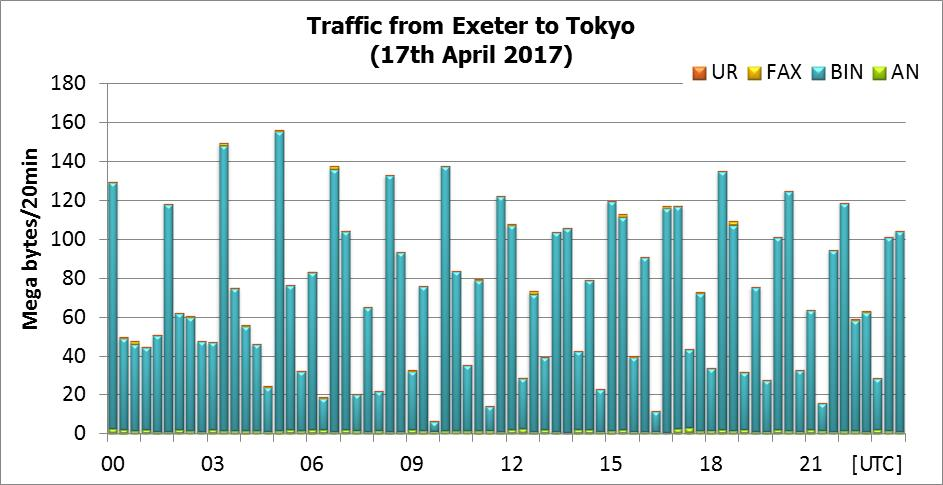 Traffic from Exeter to Tokyo
(17th April 2017)
UR FAX BIN AN
Mega bytes/20min
180
160
140
120
100
80
60
40
20
0
00 03 06 09 12 15 18 21 [UTC]